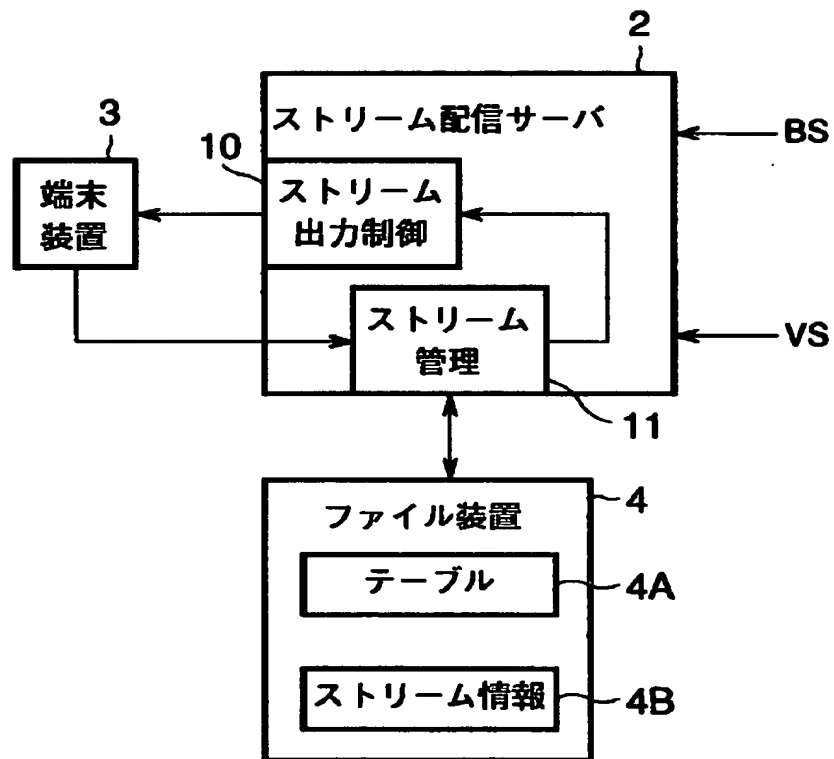 2
3
ストリーム配信サーバ
BS
10
端末
装置
ストリーム
出力制御
ストリーム
管理
VS
11
4
ファイル装置
テーブル
4A
ストリーム情報
4B